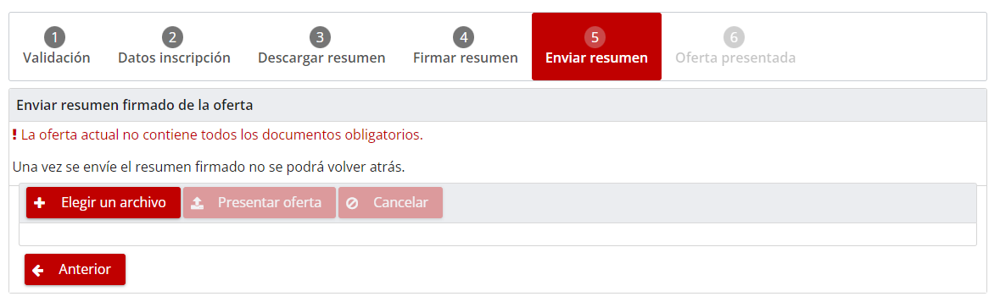 1 2 3 4 5 6
Validación Datos inscripción Descargar resumen Firmar resumen Enviar resumen Oferta presentada
Enviar resumen firmado de la oferta
! La oferta actual no contiene todos los documentos obligatorios.
Una vez se envíe el resumen firmado no se podrá volver atrás.
Elegir un archivo Presentar oferta Cancelar
Anterior